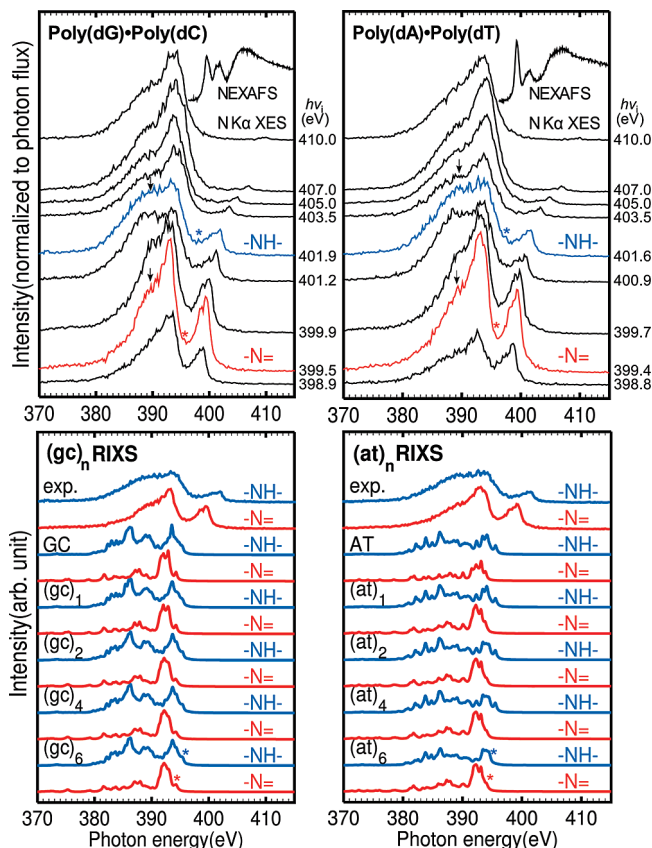 Intensity(normalized to photon flux)
Poly(dG)•Poly(dC)
NEXAFS
NKα XES
hνi
(eV)
410.0
407.0
405.0
403.5
*
-NH-
401.9
401.2
399.9
*
-N=
399.5
398.9
370 380 390 400 410
Poly(dA)•Poly(dT)
NEXAFS
NKα XES
hνi
(eV)
410.0
407.0
405.0
403.5
*
-NH-
401.6
400.9
399.7
*
-N=
399.4
398.8
370 380 390 400 410
Intensity(arb. unit)
(gc)n RIXS
exp.
-NH-
-N=
GC
-NH-
-N=
(gc)1
-NH-
-N=
(gc)2
-NH-
-N=
(gc)4
-NH-
-N=
(gc)6
*
-NH-
*
-N=
370 380 390 400 410
Photon energy(eV)
(at)n RIXS
exp.
-NH-
-N=
AT
-NH-
-N=
(at)1
-NH-
-N=
(at)2
-NH-
-N=
(at)4
-NH-
-N=
(at)6
*
-NH-
*
-N=
370 380 390 400 410
Photon energy(eV)